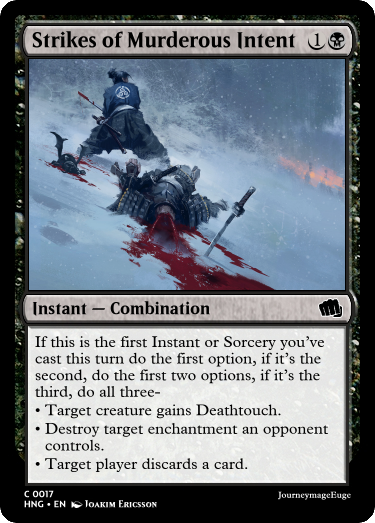 Strikes of Murderous Intent 1
Instant — Combination
If this is the first Instant or Sorcery you've
cast this turn do the first option, if it's the
second, do the first two options, if it's the
third, do all three-
• Target creature gains Deathtouch.
• Destroy target enchantment an opponent
controls.
• Target player discards a card.
C 0017
HNG • EN Joakim Ericsson
JourneymageEuge